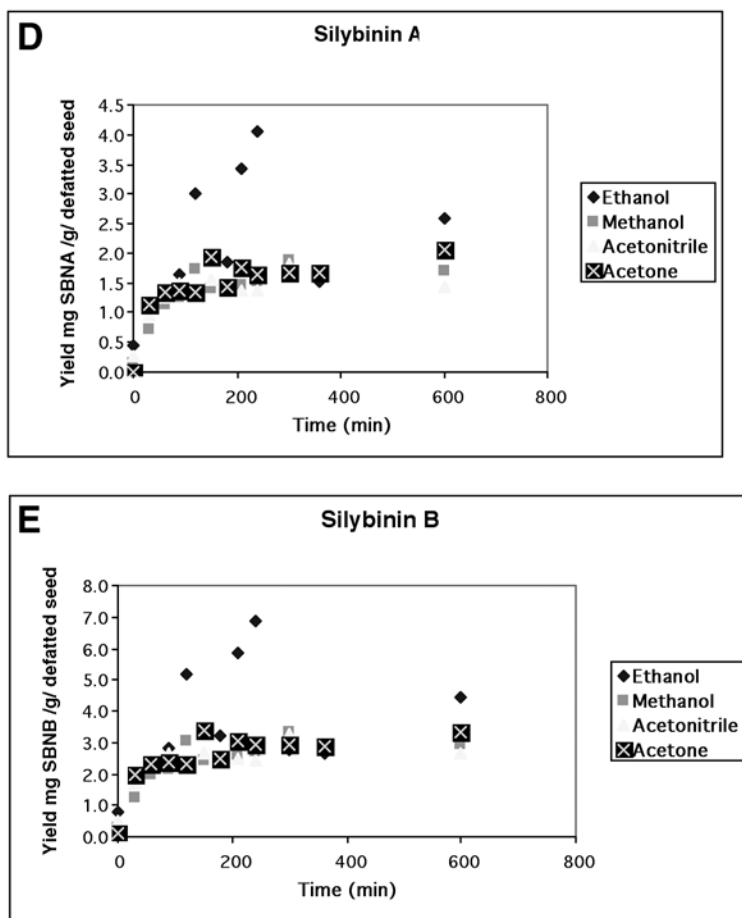 D
Silybinin A
Yield mg SBNA /g/ defatted seed
4.5
4.0
3.5
3.0
2.5
2.0
1.5
1.0
0.5
0.0
0 200 400 600 800
Time (min)
Ethanol
Methanol
Acetonitrile
Acetone
E
Silybinin B
Yield mg SBNB /g/ defatted seed
8.0
7.0
6.0
5.0
4.0
3.0
2.0
1.0
0.0
0 200 400 600 800
Time (min)
Ethanol
Methanol
Acetonitrile
Acetone